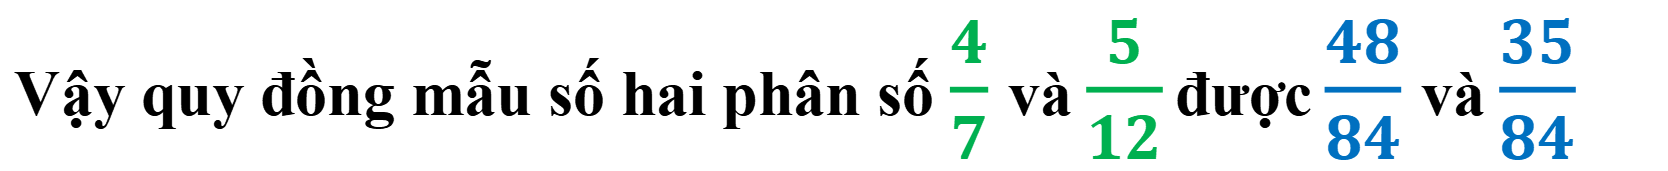 Vậy quy đồng mẫu số hai phân số 4/7 và 5/12 được 48/84 và 35/84